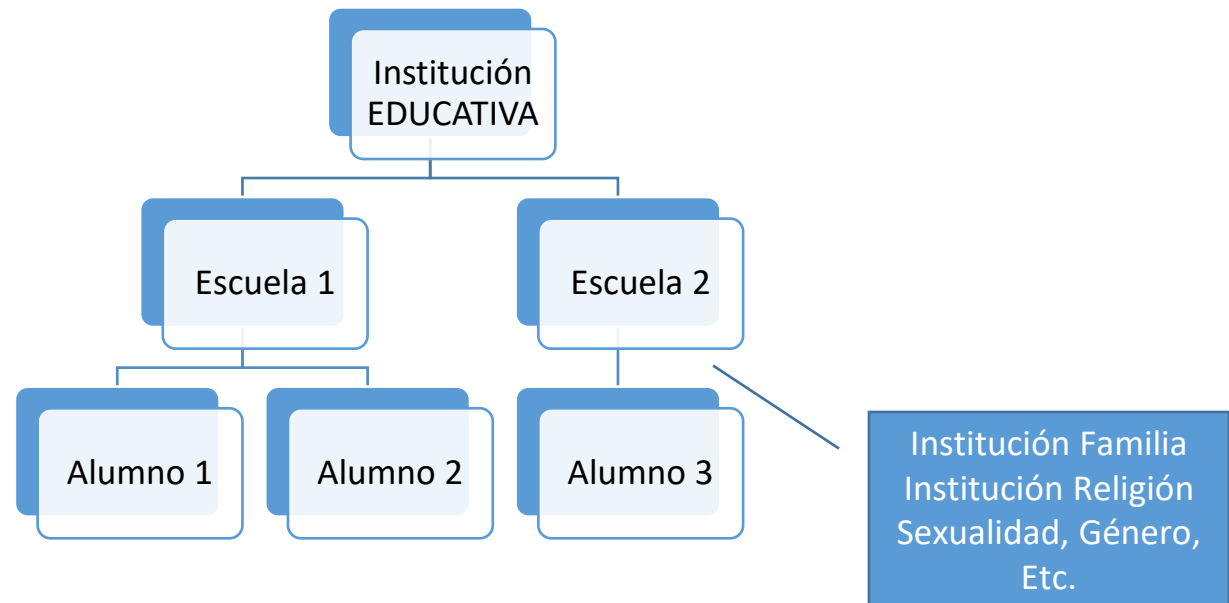 Institución
EDUCATIVA
Escuela 1
Escuela 2
Alumno 1
Alumno 2
Alumno 3
Institución Familia
Institución Religión
Sexualidad, Género,
Etc.